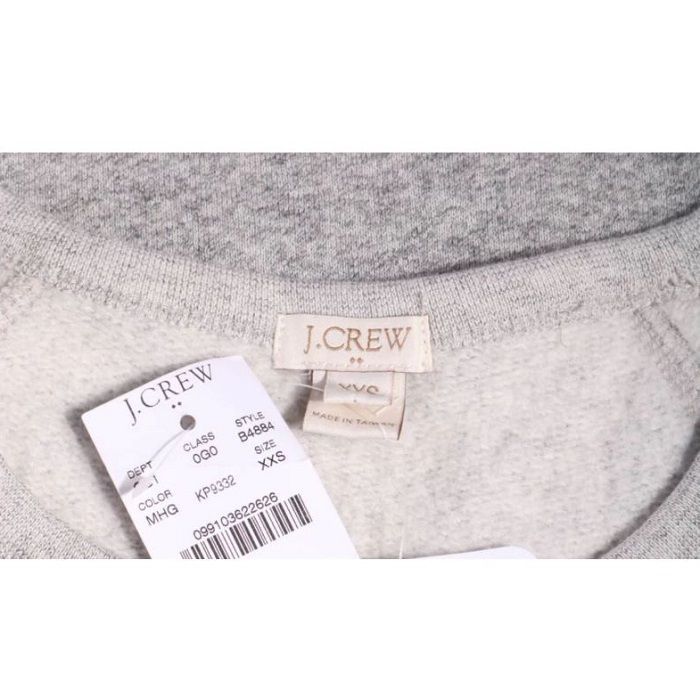 J.CREW
XXS
MADE IN TAIWAN
J.CREW
DEPT CLASS STYLE
0G0 B4884
COLOR SIZE
MHG KP9332 XXS
099103622626